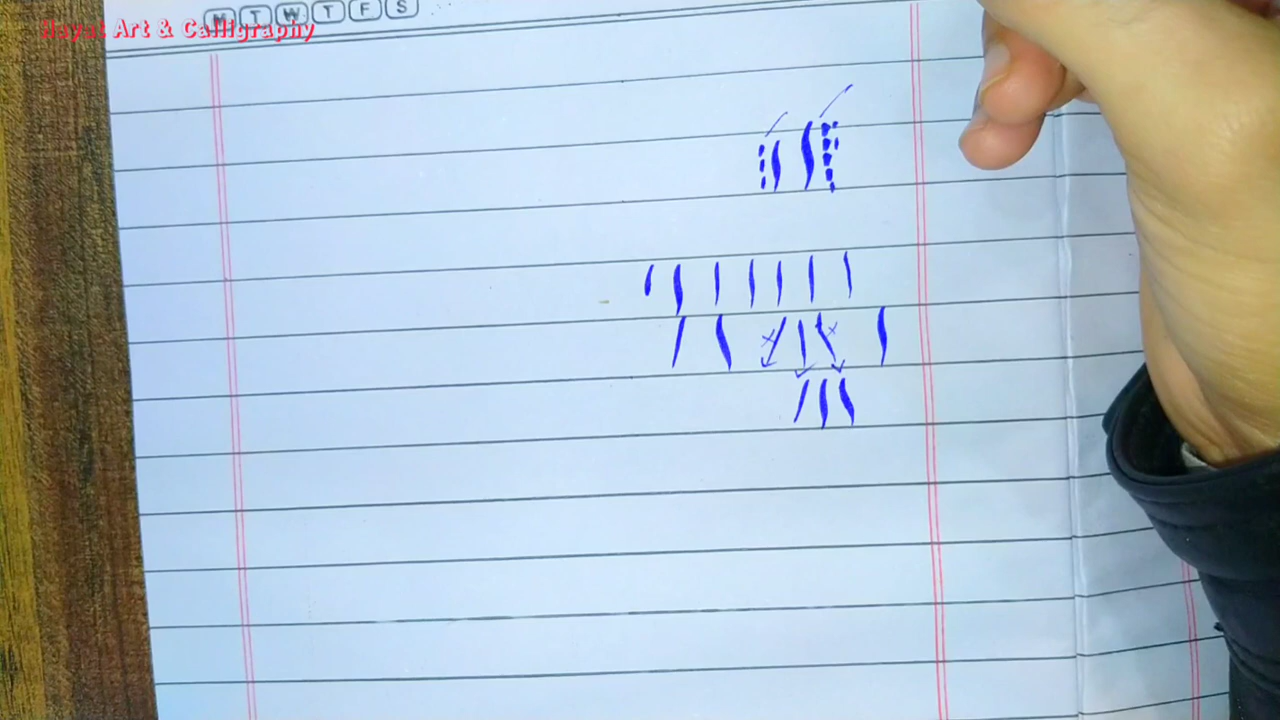 M T W T F S
Hayat Art & Calligraphy
ا ا
ا ا ا ا ا ا ا
ا ا ا ا ا ا
ا ا ا